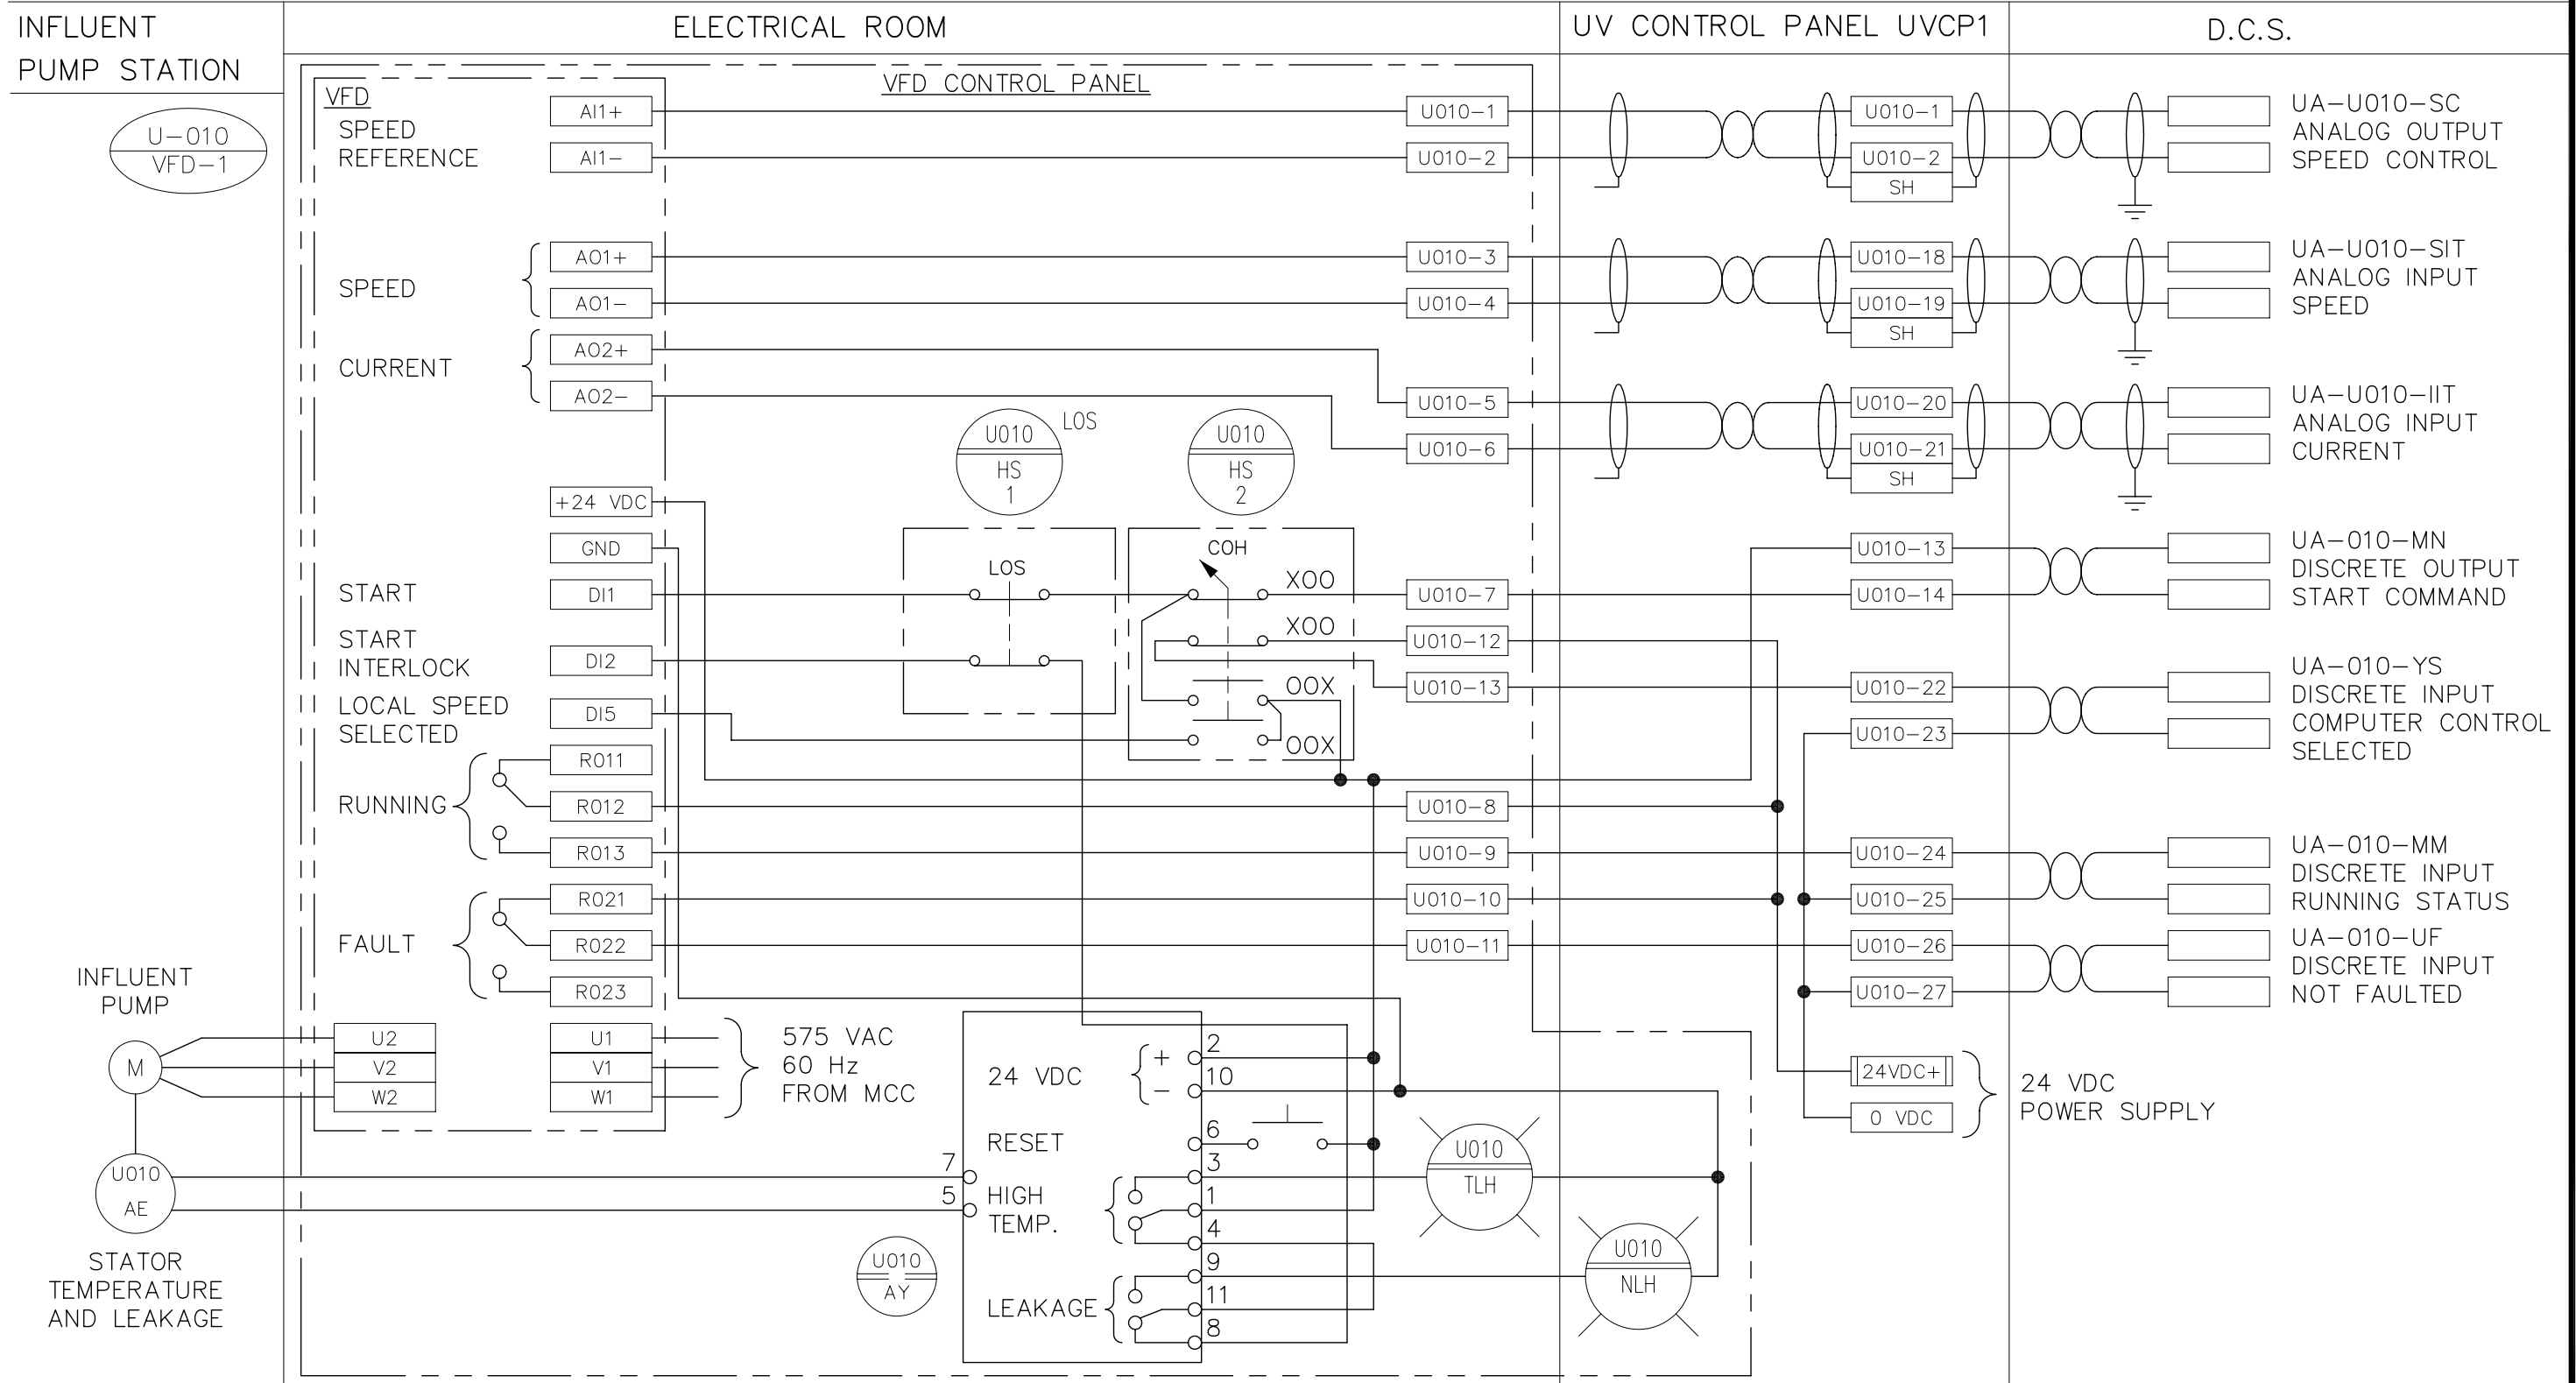 INFLUENT
PUMP STATION
ELECTRICAL ROOM
UV CONTROL PANEL UVCP1
D.C.S.
U-010
VFD-1
VFD CONTROL PANEL
VFD
SPEED
REFERENCE
AI1+
AI1-
U010-1
U010-2
U010-1
U010-2
SH
UA-U010-SC
ANALOG OUTPUT
SPEED CONTROL
SPEED
AO1+
AO1-
U010-3
U010-4
U010-18
U010-19
SH
UA-U010-SIT
ANALOG INPUT
SPEED
CURRENT
AO2+
AO2-
U010-5
U010-6
U010-20
U010-21
SH
UA-U010-IIT
ANALOG INPUT
CURRENT
U010
HS
1
LOS
U010
HS
2
+24 VDC
GND
LOS
COH
XOO
XOO
OOX
OOX
START
DI1
U010-7
U010-13
U010-14
UA-010-MN
DISCRETE OUTPUT
START COMMAND
START
INTERLOCK
DI2
U010-12
LOCAL SPEED
SELECTED
DI5
U010-13
U010-22
U010-23
UA-010-YS
DISCRETE INPUT
COMPUTER CONTROL
SELECTED
RUNNING
RO11
RO12
RO13
U010-8
U010-9
U010-24
U010-25
UA-010-MM
DISCRETE INPUT
RUNNING STATUS
FAULT
RO21
RO22
RO23
U010-10
U010-11
U010-26
U010-27
UA-010-UF
DISCRETE INPUT
NOT FAULTED
INFLUENT
PUMP
M
U2
V2
W2
U1
V1
W1
575 VAC
60 Hz
FROM MCC
24VDC+
0 VDC
24 VDC
POWER SUPPLY
U010
AE
STATOR
TEMPERATURE
AND LEAKAGE
7
5
U010
AY
24 VDC
+
-
RESET
HIGH
TEMP.
LEAKAGE
2
10
6
3
1
4
9
11
8
U010
TLH
U010
NLH